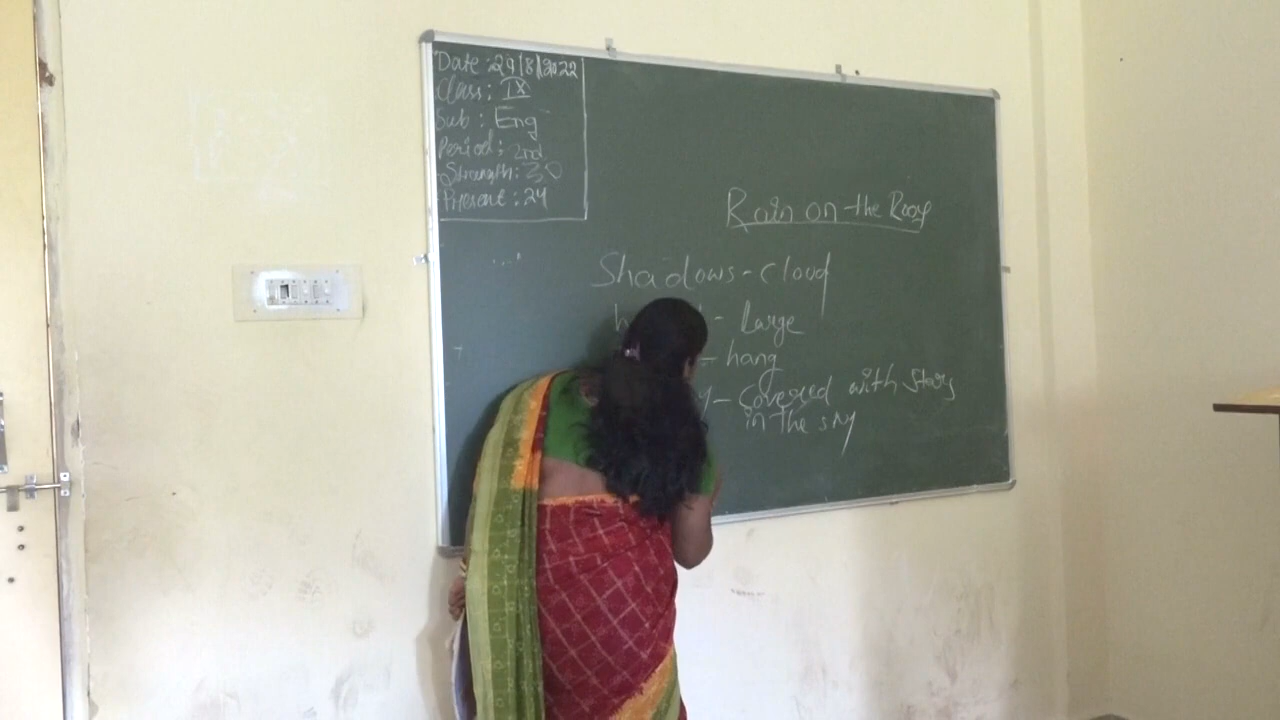 Date: 29/8/2022
Class: IX
Sub: Eng
Period: 2nd
Strength: 30
Present: 24
Rain on the Roof
Shadows - cloud
- Large
- hang
y - covered with stars
in the sky